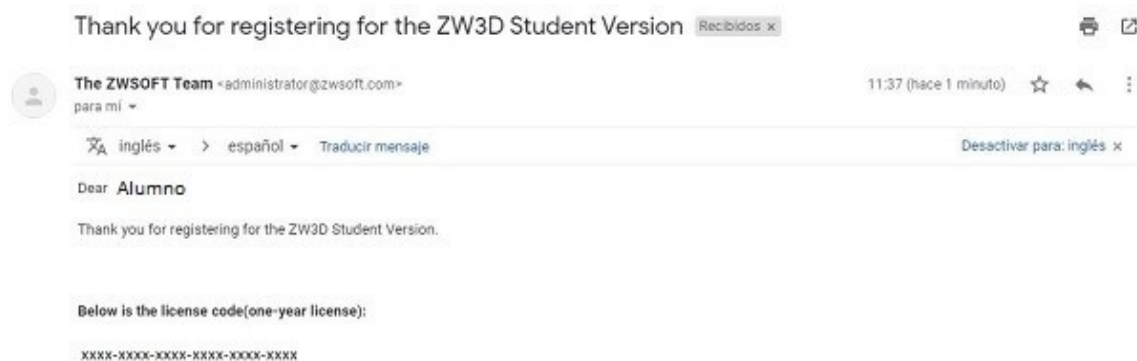 Thank you for registering for the ZW3D Student Version Recibidos x
The ZWSOFT Team <administrator@zwsoft.com>
11:37 (hace 1 minuto)
para mí
inglés > español Traducir mensaje
Desactivar para: inglés x
Dear Alumno
Thank you for registering for the ZW3D Student Version.
Below is the license code(one-year license):
xxxx-xxxx-xxxx-xxxx-xxxx-xxxx